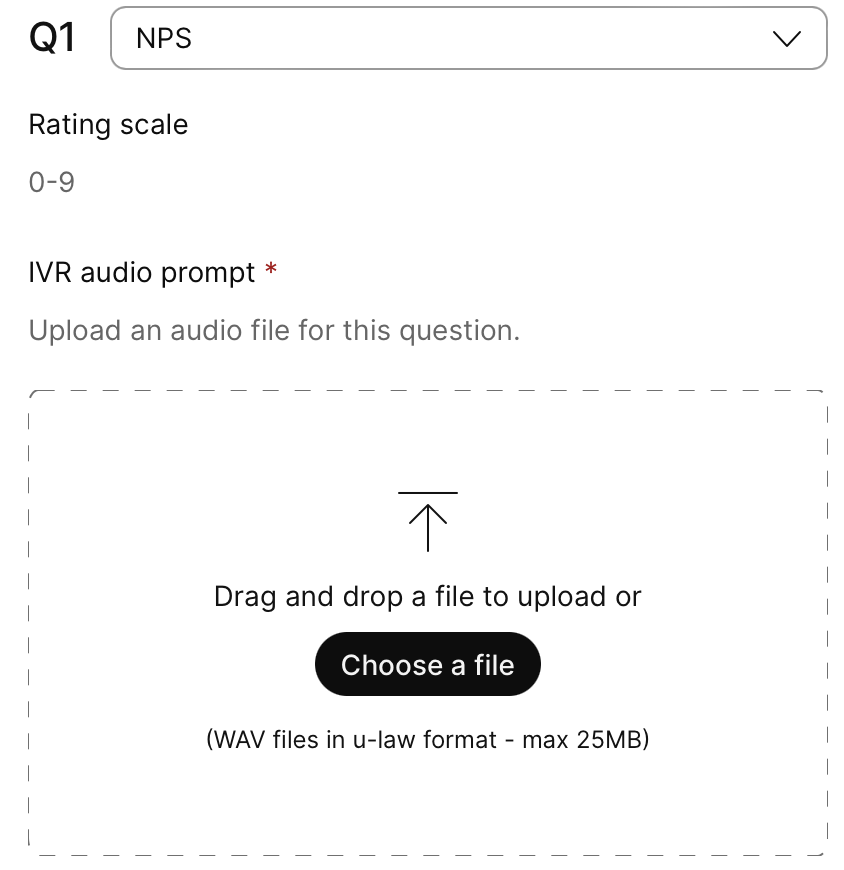 Q1 NPS
Rating scale
0-9
IVR audio prompt *
Upload an audio file for this question.
Drag and drop a file to upload or
Choose a file
(WAV files in u-law format - max 25MB)